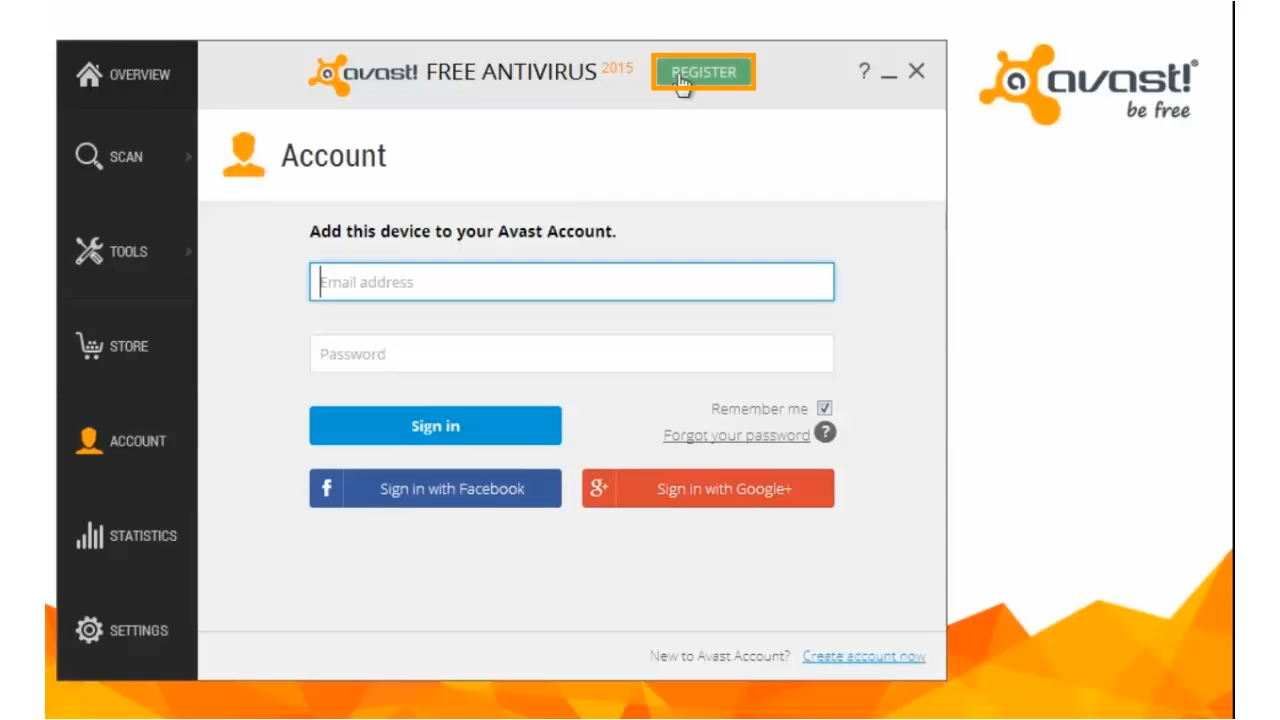 OVERVIEW
avast! FREE ANTIVIRUS 2015
REGISTER
?
avast!®
be free
SCAN
Account
TOOLS
Add this device to your Avast Account.
Email address
STORE
Password
Remember me
Sign in
Forgot your password ?
ACCOUNT
f Sign in with Facebook
g+ Sign in with Google+
STATISTICS
SETTINGS
New to Avast Account? Create account now